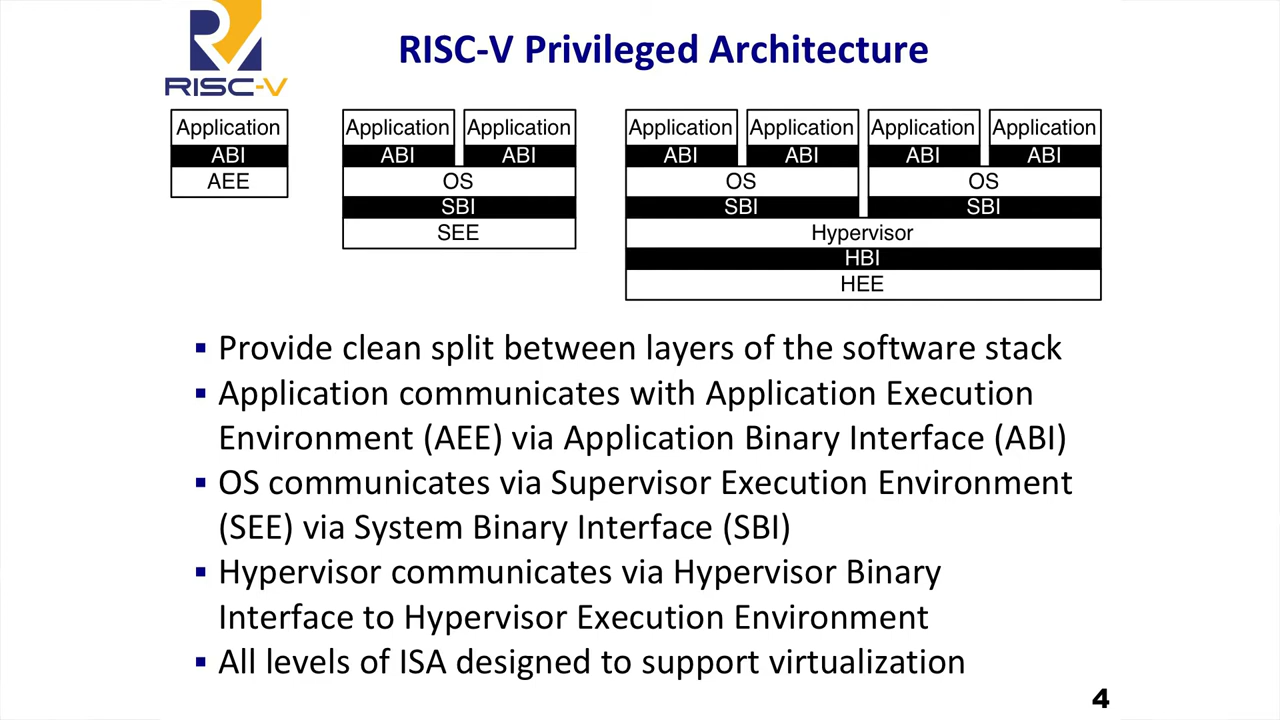 RISC-V
RISC-V Privileged Architecture
Application
ABI
AEE
Application Application
ABI ABI
OS
SBI
SEE
Application Application Application Application
ABI ABI ABI ABI
OS OS
SBI SBI
Hypervisor
HBI
HEE
▪ Provide clean split between layers of the software stack
▪ Application communicates with Application Execution
Environment (AEE) via Application Binary Interface (ABI)
▪ OS communicates via Supervisor Execution Environment
(SEE) via System Binary Interface (SBI)
▪ Hypervisor communicates via Hypervisor Binary
Interface to Hypervisor Execution Environment
▪ All levels of ISA designed to support virtualization
4